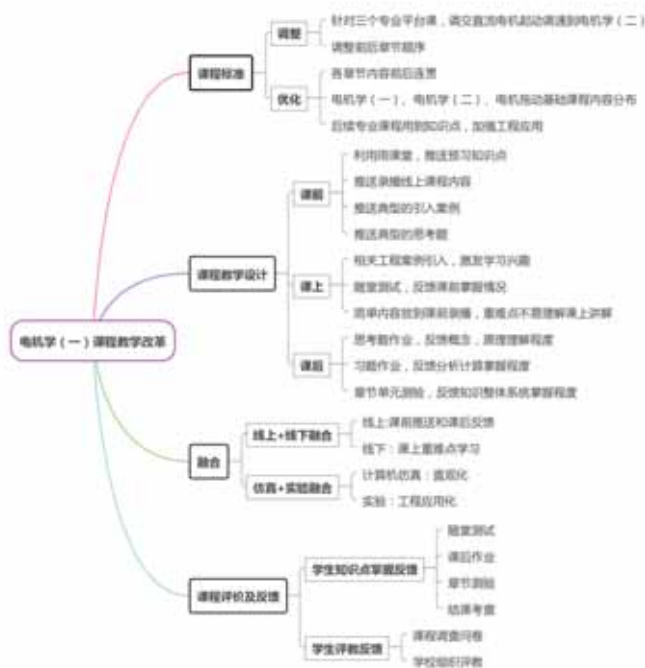 电机学（一）课程教学改革
课程标准
调整
针对三个专业平台课，调交直流电机起动调速到电机学（二）
调整前后章节顺序
优化
各章节内容前后连贯
电机学（一）、电机学（二）、电机拖动基础课程内容分布
后续专业课程用到知识点，加强工程应用
课程教学设计
课前
利用雨课堂，推送预习知识点
推送录播线上课程内容
推送典型的引入案例
推送典型的思考题
课上
相关工程案例引入，激发学习兴趣
随堂测试，反馈课前掌握情况
简单内容放到课前录播，重难点不易理解课上讲解
课后
思考题作业，反馈概念，原理理解程度
习题作业，反馈分析计算掌握程度
章节单元测验，反馈知识整体系统掌握程度
融合
线上+线下融合
线上:课前推送和课后反馈
线下：课上重难点学习
仿真+实验融合
计算机仿真：直观化
实验：工程应用化
课程评价及反馈
学生知识点掌握反馈
随堂测试
课后作业
章节测验
结课考查
学生评教反馈
课程调查问卷
学校组织评教